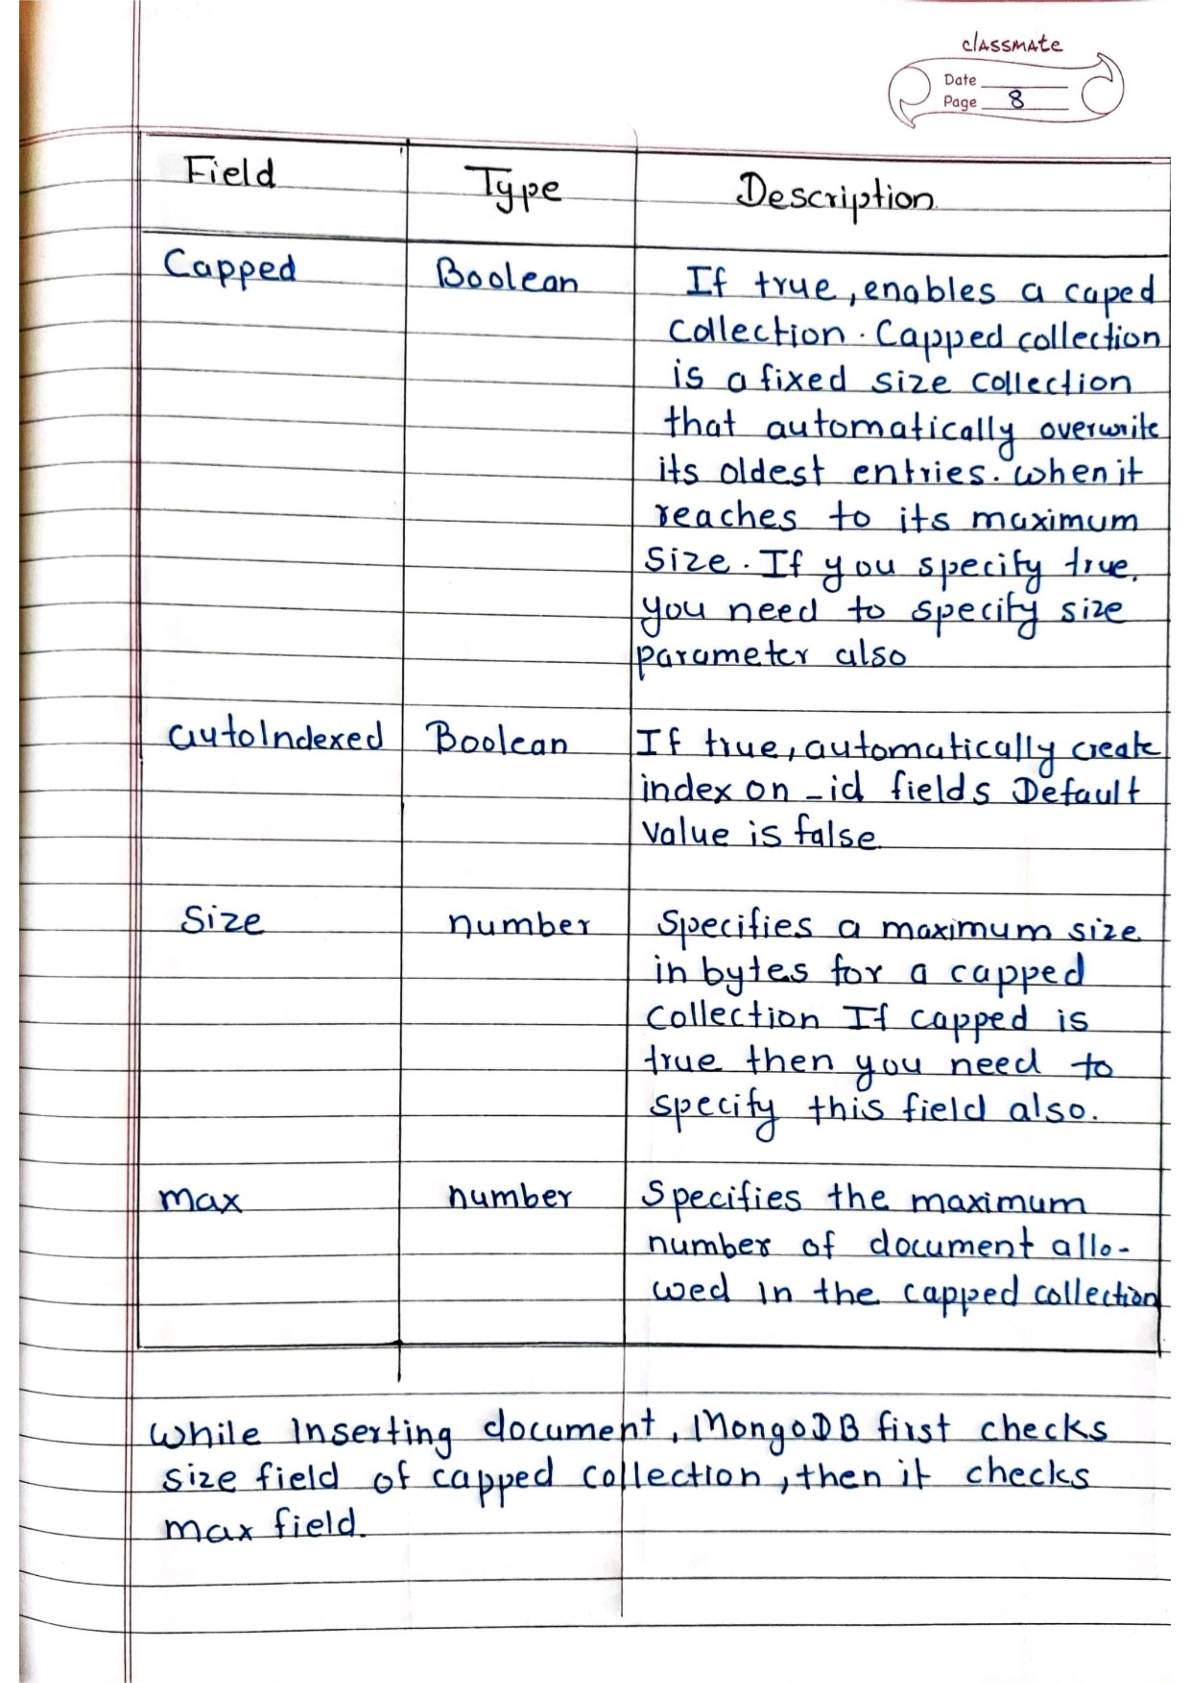 classmate
Date
Page 8
Field Type Description
Capped Boolean If true, enables a caped
collection. Capped collection
is a fixed size collection
that automatically overwrite
its oldest entries. when it
reaches to its maximum
size. If you specify true.
you need to specify size
parameter also
autoIndexed Boolean If true, automatically create
index on _id fields Default
value is false.
Size number Specifies a maximum size
in bytes for a capped
collection If capped is
true then you need to
specify this field also.
max number Specifies the maximum
number of document allo-
wed in the capped collection
While Inserting document, MongoDB first checks
size field of capped collection, then it checks
max field.